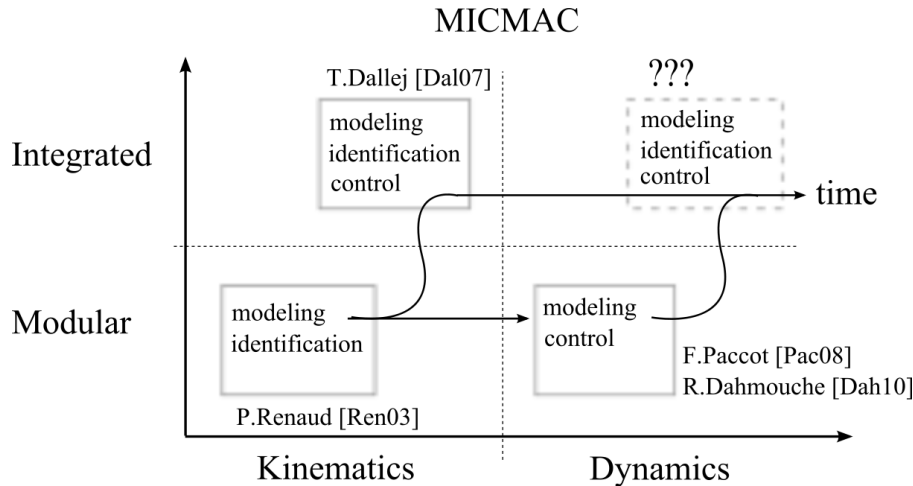 MICMAC
T.Dallej [Dal07]
???
modeling
identification
control
modeling
identification
control
Integrated
time
Modular
modeling
identification
modeling
control
F.Paccot [Pac08]
R.Dahmouche [Dah10]
P.Renaud [Ren03]
Kinematics
Dynamics